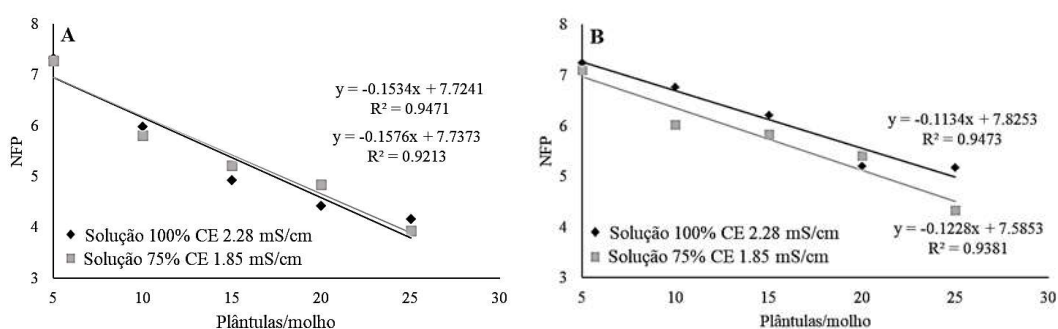 A
NFP
8
7
6
5
4
3
y = -0.1534x + 7.7241
R² = 0.9471
y = -0.1576x + 7.7373
R² = 0.9213
Solução 100% CE 2.28 mS/cm
Solução 75% CE 1.85 mS/cm
5 10 15 20 25 30
Plântulas/molho
B
NFP
8
7
6
5
4
3
y = -0.1134x + 7.8253
R² = 0.9473
Solução 100% CE 2.28 mS/cm
Solução 75% CE 1.85 mS/cm
y = -0.1228x + 7.5853
R² = 0.9381
5 10 15 20 25 30
Plântulas/molho